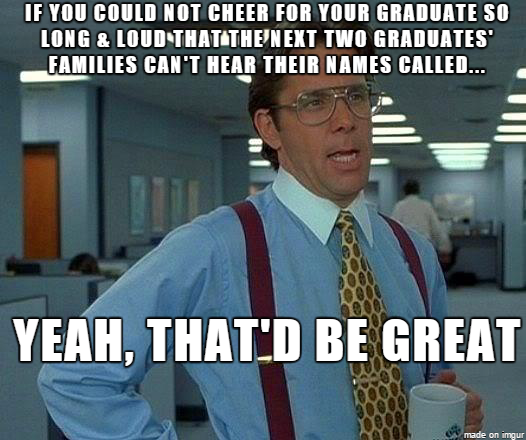 IF YOU COULD NOT CHEER FOR YOUR GRADUATE SO
LONG & LOUD THAT THE NEXT TWO GRADUATES'
FAMILIES CAN'T HEAR THEIR NAMES CALLED...
YEAH, THAT'D BE GREAT
made on imgur